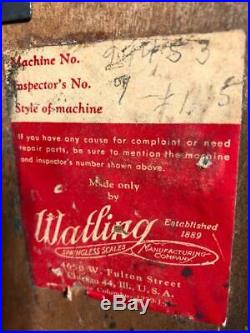 Machine No. 99453
Inspector's No.
Style of machine
If you have any cause for complaint or need
repair parts, be sure to mention the machine
and inspector's number shown above.
Made only
by
Watling
Established
1889
SPRINGLESS SCALES
MANUFACTURING
COMPANY
W. Fulton Street
44, Ill., U. S. A.